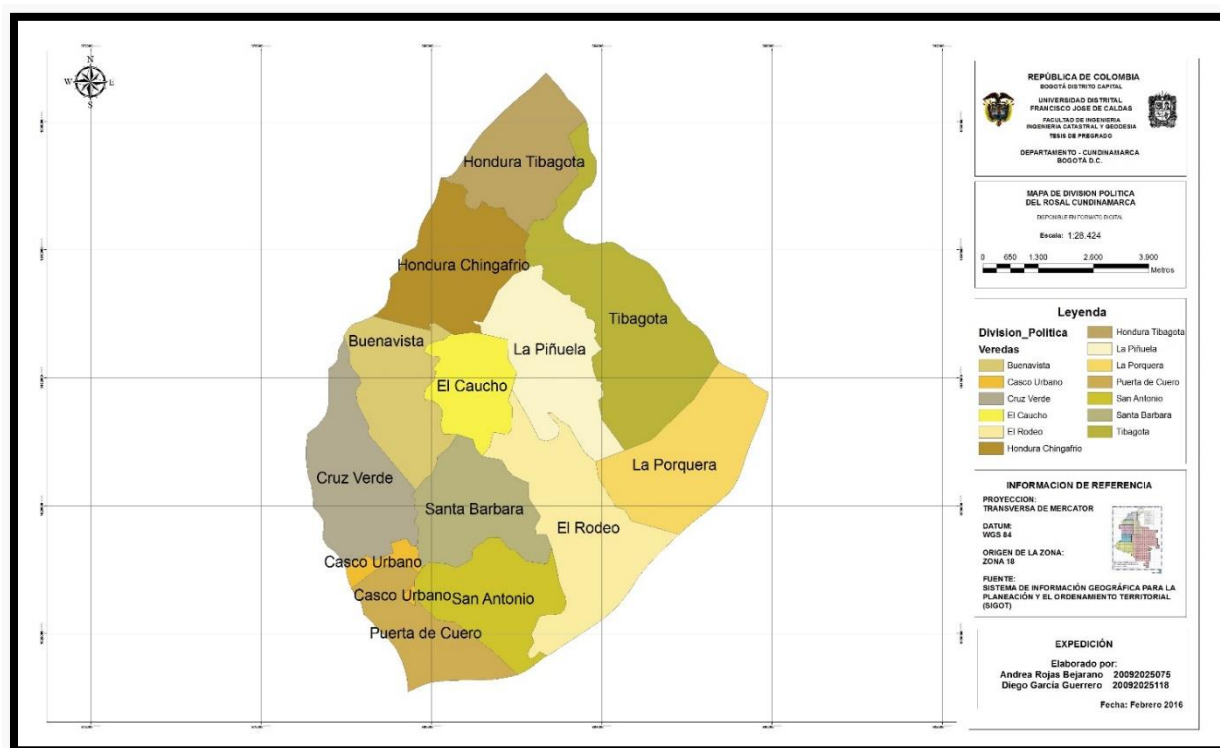 N
W E
S
Hondura Tibagota
Hondura Chingafrio
Buenavista
La Piñuela
Tibagota
El Caucho
Cruz Verde
La Porquera
Santa Barbara
El Rodeo
Casco Urbano
Casco Urbano
San Antonio
Puerta de Cuero
REPÚBLICA DE COLOMBIA
BOGOTÁ DISTRITO CAPITAL
UNIVERSIDAD DISTRITAL
FRANCISCO JOSE DE CALDAS
FACULTAD DE INGENIERIA
INGENIERIA CATASTRAL Y GEODESIA
TESIS DE PREGRADO
DEPARTAMENTO - CUNDINAMARCA
BOGOTÁ D.C.
MAPA DE DIVISION POLITICA
DEL ROSAL CUNDINAMARCA
DISPONIBLE EN FORMATO DIGITAL
Escala: 1:28.424
0 650 1.300 2.600 3.900
Metros
Leyenda
Division_Politica
Veredas
Buenavista
Casco Urbano
Cruz Verde
El Caucho
El Rodeo
Hondura Chingafrio
Hondura Tibagota
La Piñuela
La Porquera
Puerta de Cuero
San Antonio
Santa Barbara
Tibagota
INFORMACION DE REFERENCIA
PROYECCION:
TRANSVERSA DE MERCATOR
DATUM:
WGS 84
ORIGEN DE LA ZONA:
ZONA 18
FUENTE:
SISTEMA DE INFORMACIÓN GEOGRÁFICA PARA LA
PLANEACIÓN Y EL ORDENAMIENTO TERRITORIAL
(SIGOT)
EXPEDICIÓN
Elaborado por:
Andrea Rojas Bejarano 20092025075
Diego García Guerrero 20092025118
Fecha: Febrero 2016